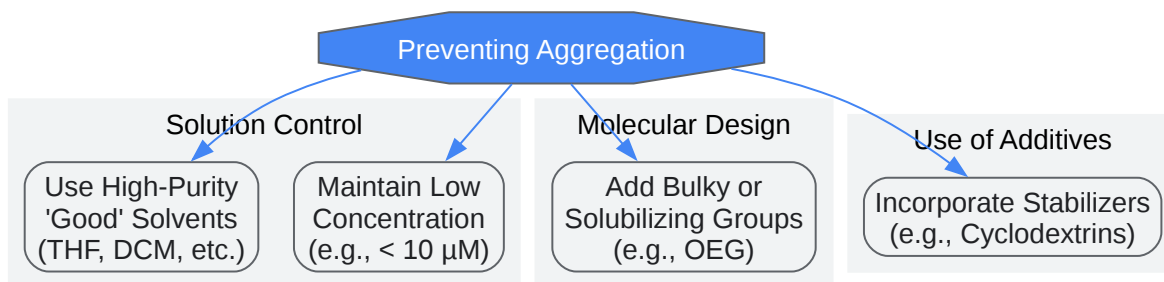 Preventing Aggregation
Solution Control
Use High-Purity
'Good' Solvents
(THF, DCM, etc.)
Maintain Low
Concentration
(e.g., < 10 µM)
Molecular Design
Add Bulky or
Solubilizing Groups
(e.g., OEG)
Use of Additives
Incorporate Stabilizers
(e.g., Cyclodextrins)